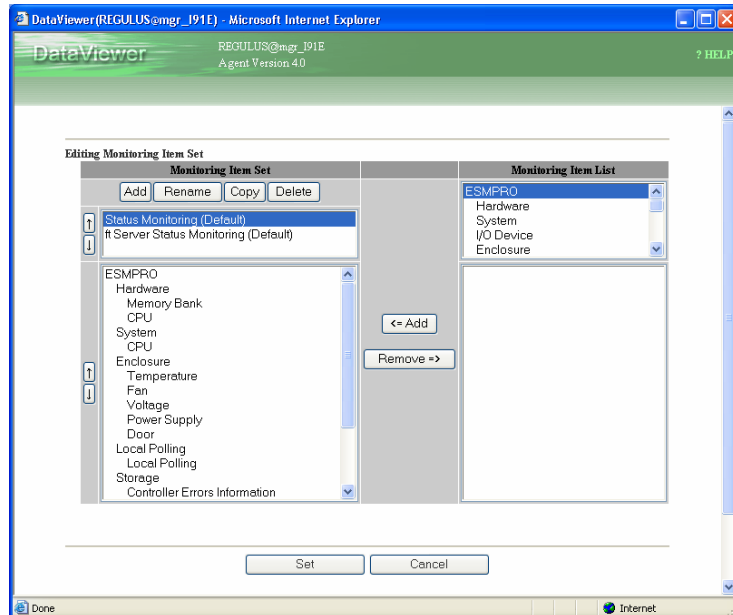 DataViewer(REGULUS@mgr_I91E) - Microsoft Internet Explorer
DataViewer
REGULUS@mgr_I91E
Agent Version 4.0
? HELP
Editing Monitoring Item Set
Monitoring Item Set
Monitoring Item List
Add Rename Copy Delete
↑
↓
Status Monitoring (Default)
ft Server Status Monitoring (Default)
ESMPRO
Hardware
System
I/O Device
Enclosure
↑
↓
ESMPRO
Hardware
Memory Bank
CPU
System
CPU
Enclosure
Temperature
Fan
Voltage
Power Supply
Door
Local Polling
Local Polling
Storage
Controller Errors Information
<= Add
Remove =>
Set Cancel
Done
Internet